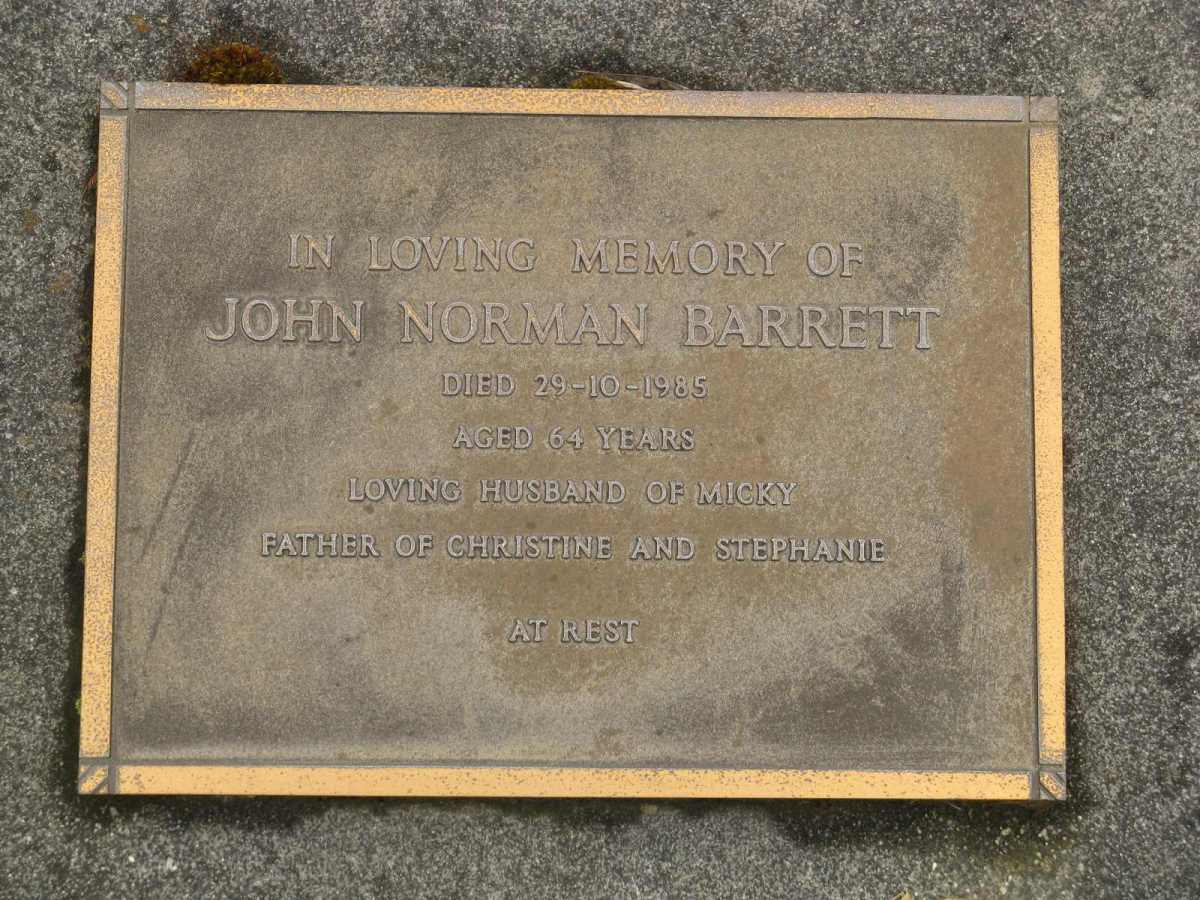 IN LOVING MEMORY OF
JOHN NORMAN BARRETT
DIED 29-10-1985
AGED 64 YEARS
LOVING HUSBAND OF MICKY
FATHER OF CHRISTINE AND STEPHANIE
AT REST